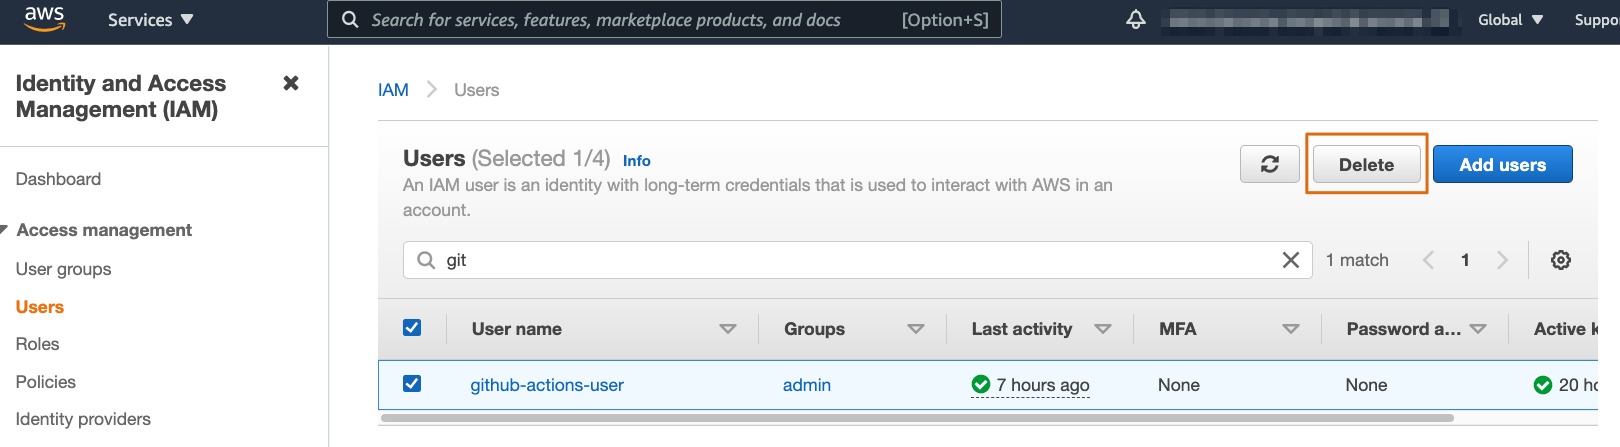 aws
Services
Search for services, features, marketplace products, and docs [Option+S]
Global
Suppo
Identity and Access
Management (IAM)
Dashboard
Access management
User groups
Users
Roles
Policies
Identity providers
IAM > Users
Users (Selected 1/4) Info
An IAM user is an identity with long-term credentials that is used to interact with AWS in an
account.
Delete
Add users
git
1 match
1
User name Groups Last activity MFA Password a... Active k
github-actions-user admin 7 hours ago None None 20 ho